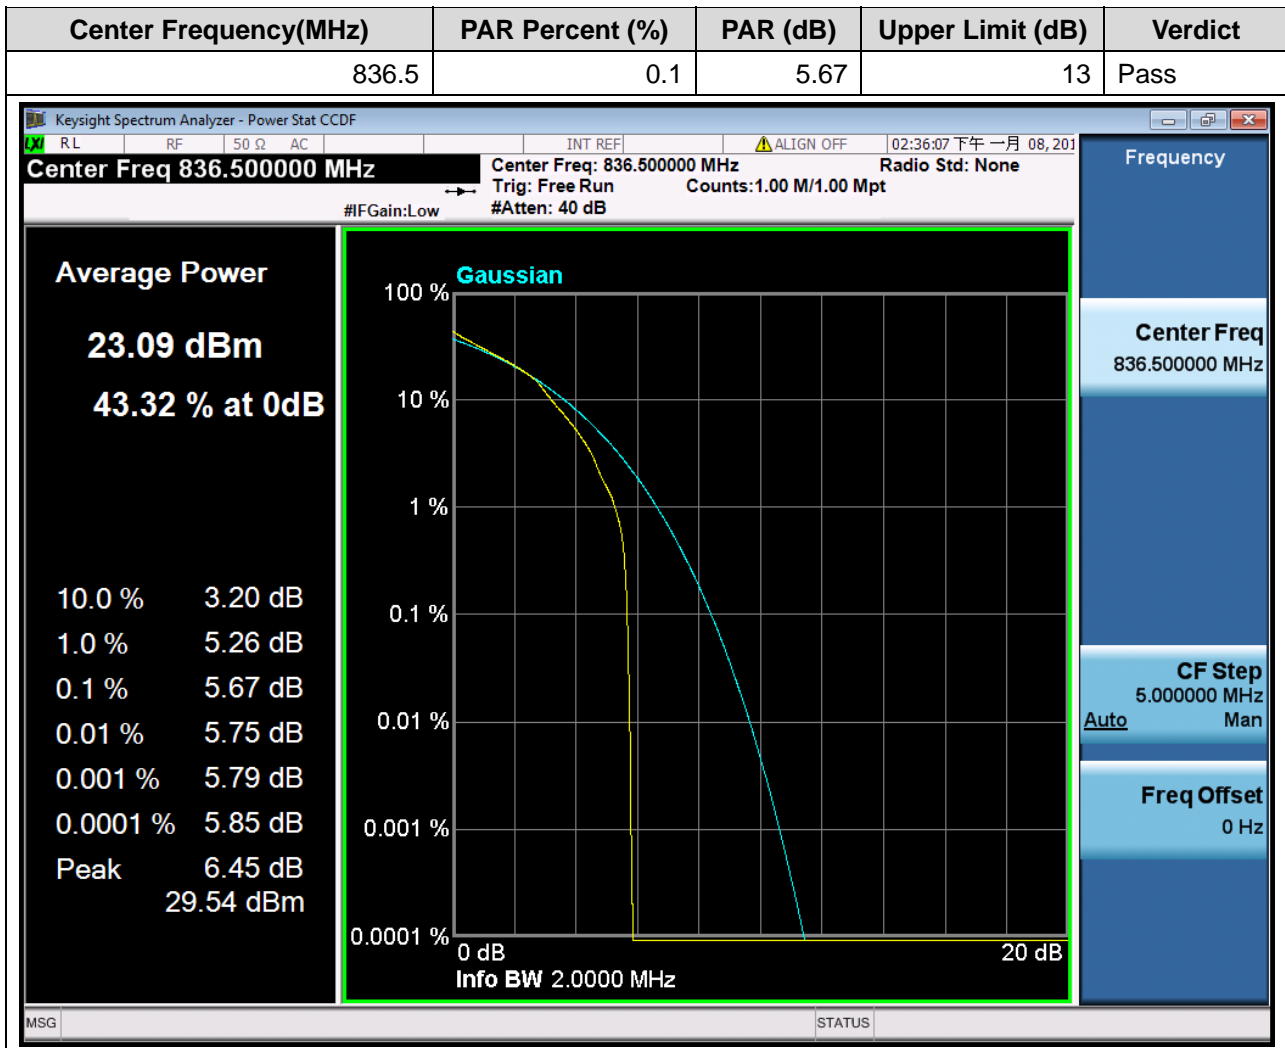 Center Frequency(MHz) PAR Percent (%) PAR (dB) Upper Limit (dB) Verdict
836.5 0.1 5.67 13 Pass
Keysight Spectrum Analyzer - Power Stat CCDF
LXI RL RF 50 Ω AC INT REF ALIGN OFF 02:36:07 下午 一月 08, 201
Center Freq 836.500000 MHz
Center Freq: 836.500000 MHz Radio Std: None
Trig: Free Run Counts:1.00 M/1.00 Mpt
#IFGain:Low #Atten: 40 dB
Average Power
23.09 dBm
43.32 % at 0dB
10.0 % 3.20 dB
1.0 % 5.26 dB
0.1 % 5.67 dB
0.01 % 5.75 dB
0.001 % 5.79 dB
0.0001 % 5.85 dB
Peak 6.45 dB
29.54 dBm
Gaussian
100 %
10 %
1 %
0.1 %
0.01 %
0.001 %
0.0001 %
0 dB 20 dB
Info BW 2.0000 MHz
Frequency
Center Freq
836.500000 MHz
CF Step
5.000000 MHz
Auto Man
Freq Offset
0 Hz
MSG STATUS